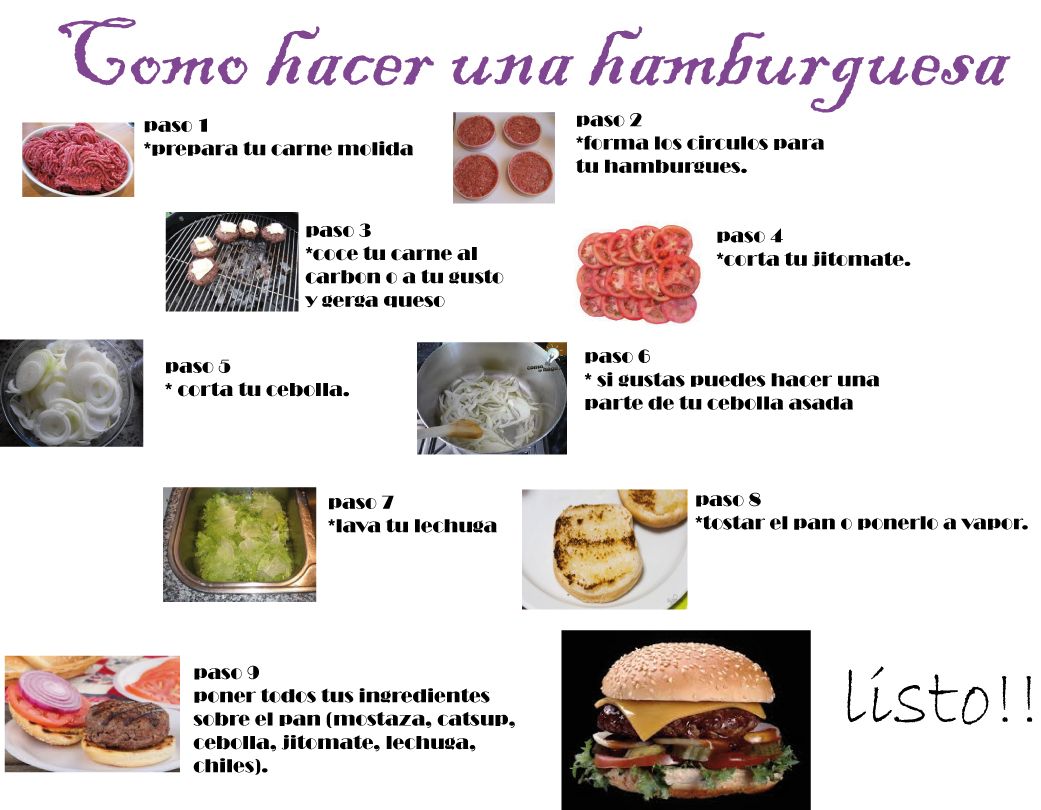 Como hacer una hamburguesa
paso 1
*prepara tu carne molida
paso 2
*forma los circulos para
tu hamburgues.
paso 3
*coce tu carne al
carbon o a tu gusto
y gerga queso
paso 4
*corta tu jitomate.
paso 5
* corta tu cebolla.
paso 6
* si gustas puedes hacer una
parte de tu cebolla asada
paso 7
*lava tu lechuga
paso 8
*tostar el pan o ponerlo a vapor.
paso 9
poner todos tus ingredientes
sobre el pan (mostaza, catsup,
cebolla, jitomate, lechuga,
chiles).
listo!!